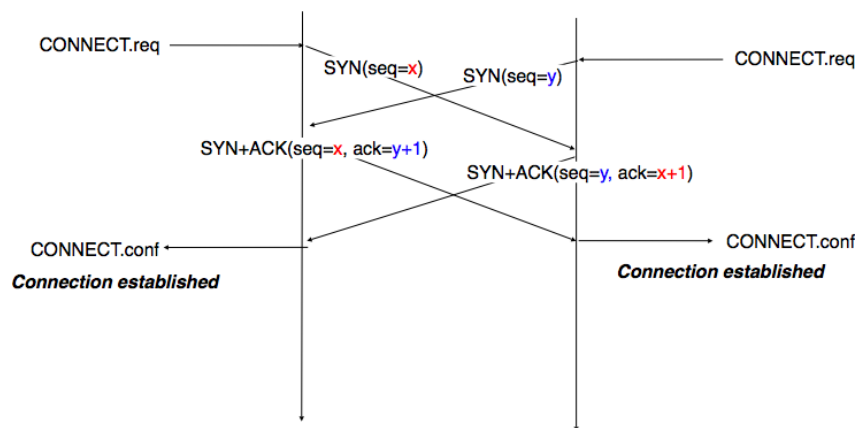 CONNECT.req
CONNECT.req
SYN(seq=x)
SYN(seq=y)
SYN+ACK(seq=x, ack=y+1)
SYN+ACK(seq=y, ack=x+1)
CONNECT.conf
CONNECT.conf
Connection established
Connection established